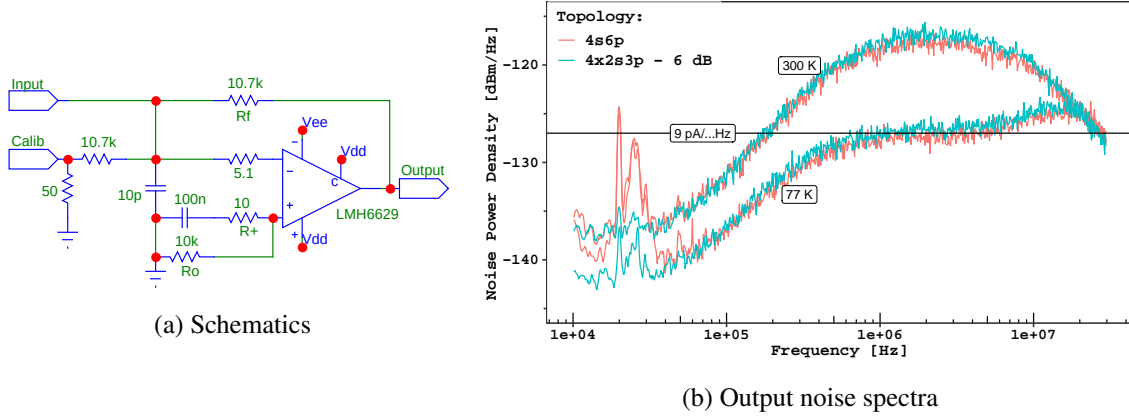 Input
10.7k
Rf
Vee
Calib
10.7k
Vdd
50
10p
5.1
C
Output
100n
10
R+
LMH6629
10k
Ro
Vdd
(a) Schematics
Topology:
4s6p
4x2s3p - 6 dB
300 K
9 pA/...Hz
77 K
Noise Power Density [dBm/Hz]
-120
-130
-140
1e+04
1e+05
1e+06
1e+07
Frequency [Hz]
(b) Output noise spectra